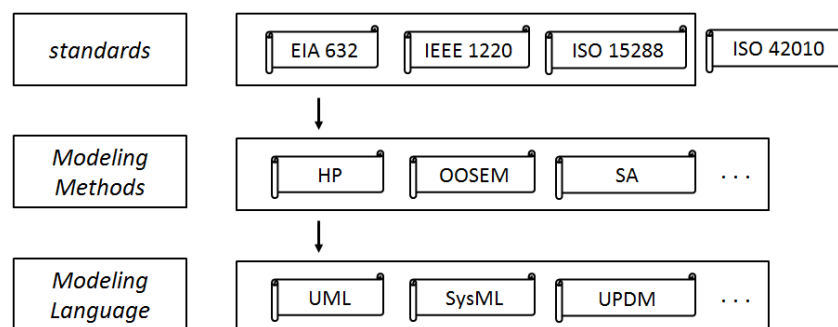 standards
EIA 632
IEEE 1220
ISO 15288
ISO 42010
Modeling
Methods
HP
OOSEM
SA
. . .
Modeling
Language
UML
SysML
UPDM
. . .